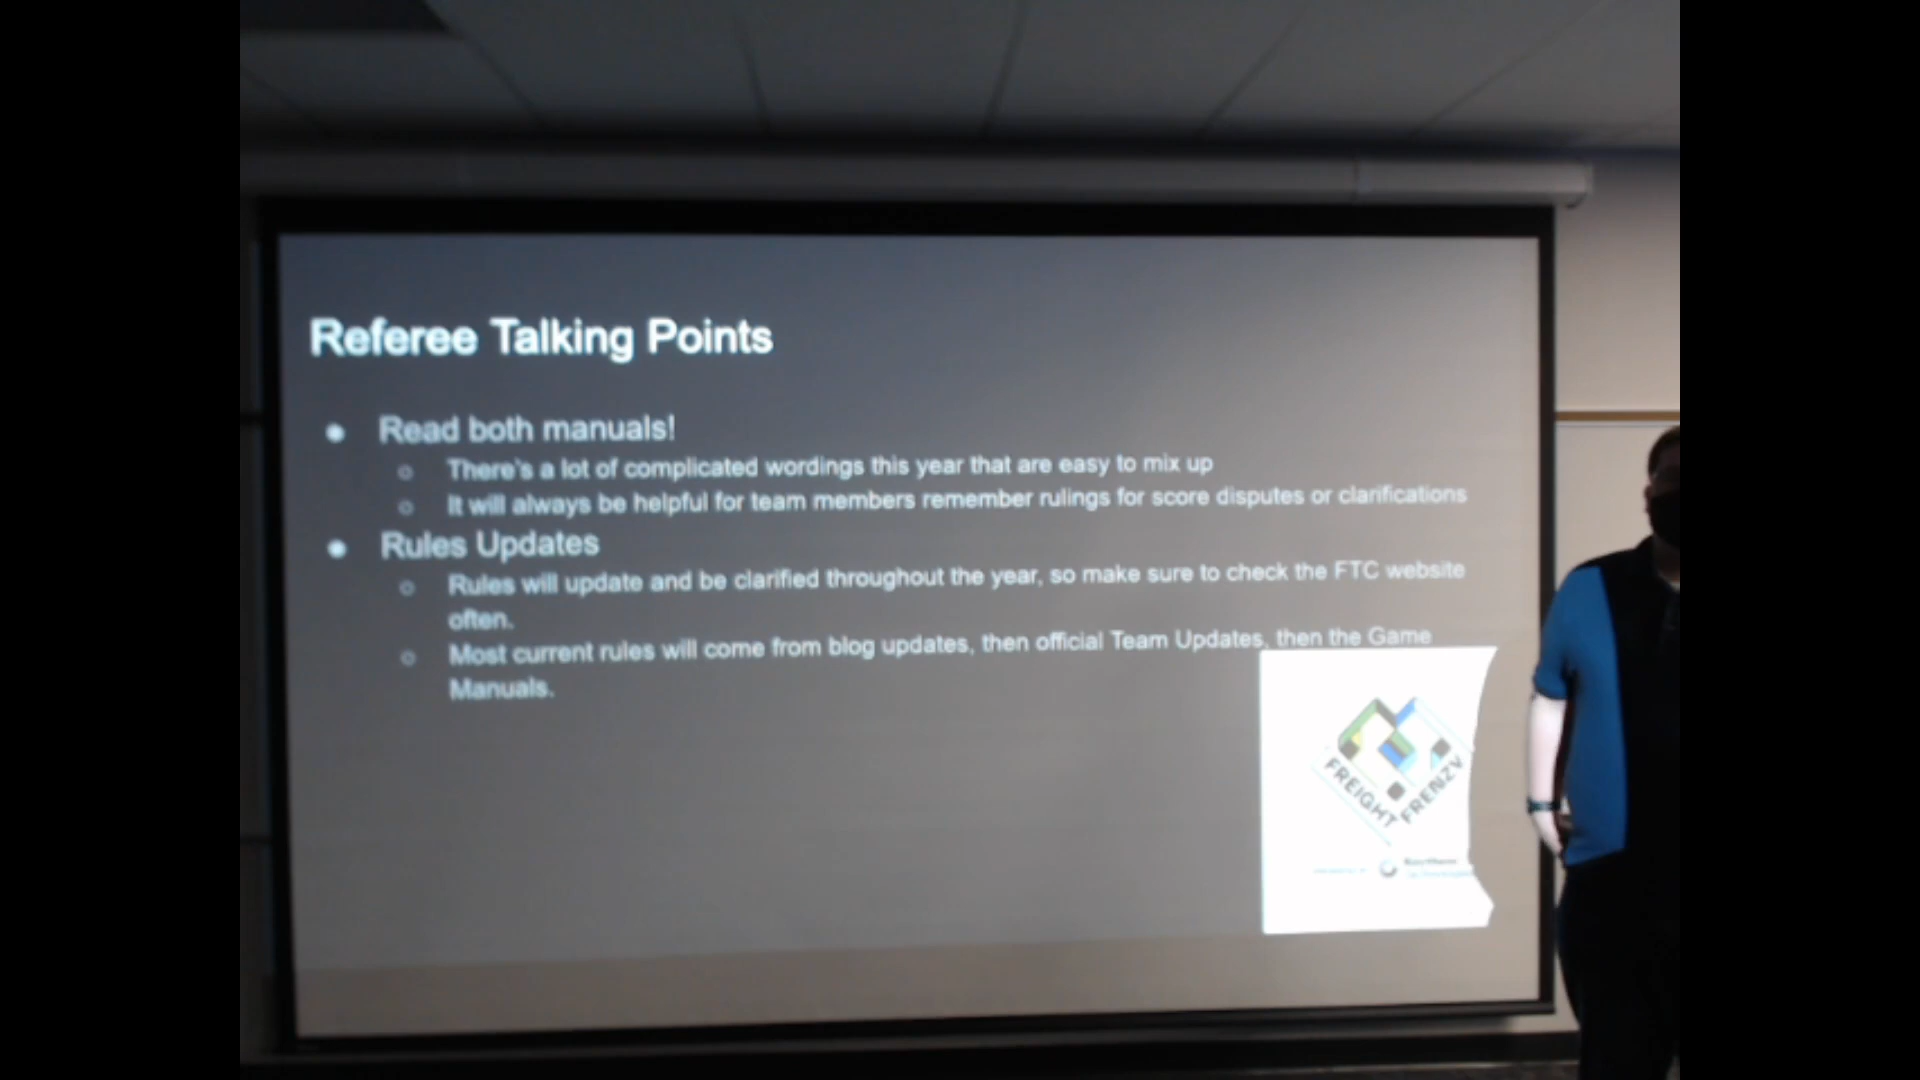 Referee Talking Points
● Read both manuals!
○ There's a lot of complicated wordings this year that are easy to mix up
○ It will always be helpful for team members remember rulings for score disputes or clarifications
● Rules Updates
○ Rules will update and be clarified throughout the year, so make sure to check the FTC website
often.
○ Most current rules will come from blog updates, then official Team Updates, then the Game
Manuals.
FREIGHT FRENZY